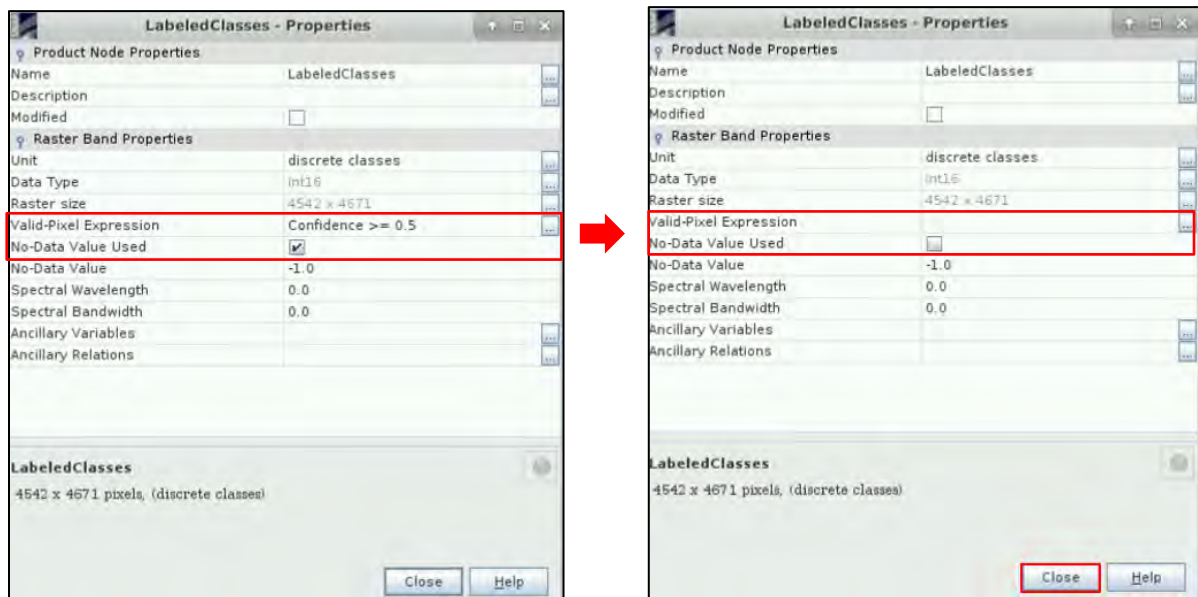 LabeledClasses - Properties
Product Node Properties
Name LabeledClasses
Description
Modified
Raster Band Properties
Unit discrete classes
Data Type int16
Raster size 4542 x 4671
Valid-Pixel Expression Confidence >= 0.5
No-Data Value Used
No-Data Value -1.0
Spectral Wavelength 0.0
Spectral Bandwidth 0.0
Ancillary Variables
Ancillary Relations
LabeledClasses
4542 x 4671 pixels, (discrete classes)
Close Help
LabeledClasses - Properties
Product Node Properties
Name LabeledClasses
Description
Modified
Raster Band Properties
Unit discrete classes
Data Type int16
Raster size 4542 x 4671
Valid-Pixel Expression
No-Data Value Used
No-Data Value -1.0
Spectral Wavelength 0.0
Spectral Bandwidth 0.0
Ancillary Variables
Ancillary Relations
LabeledClasses
4542 x 4671 pixels, (discrete classes)
Close Help